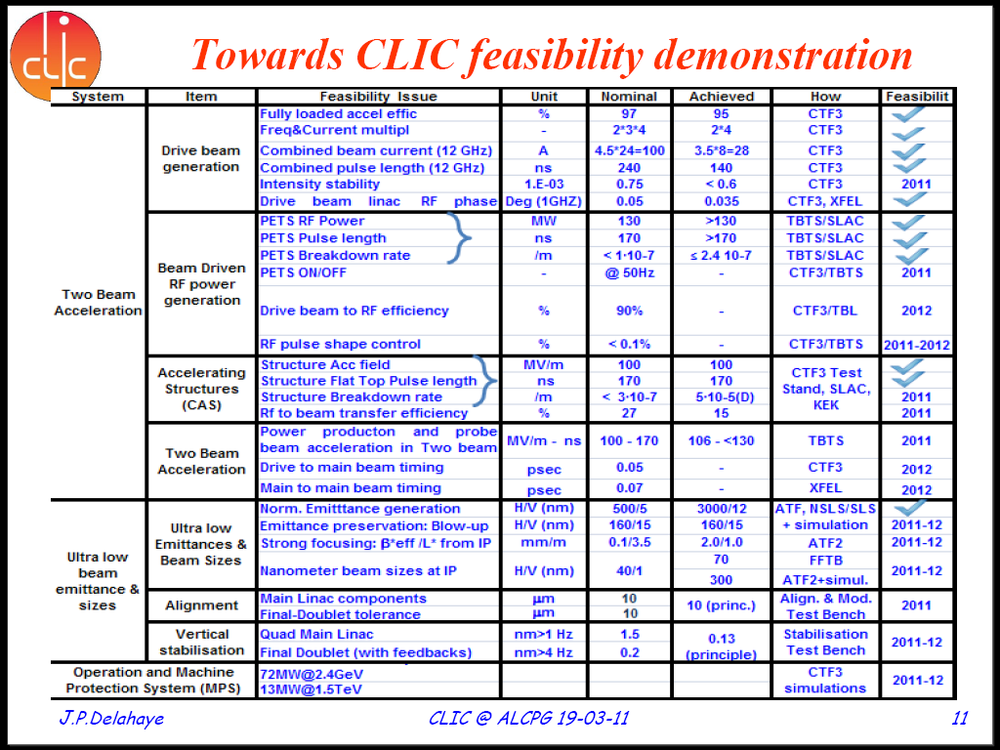 clic
Towards CLIC feasibility demonstration
System Item Feasibility Issue Unit Nominal Achieved How Feasibilit
Two Beam
Acceleration
Drive beam
generation
Fully loaded accel effic % 97 95 CTF3
Freq&Current multipl - 2*3*4 2*4 CTF3
Combined beam current (12 GHz) A 4.5*24=100 3.5*8=28 CTF3
Combined pulse length (12 GHz) ns 240 140 CTF3
Intensity stability 1.E-03 0.75 < 0.6 CTF3 2011
Drive beam linac RF phase Deg (1GHZ) 0.05 0.035 CTF3, XFEL
Beam Driven
RF power
generation
PETS RF Power MW 130 >130 TBTS/SLAC
PETS Pulse length ns 170 >170 TBTS/SLAC
PETS Breakdown rate /m < 1·10-7 ≤ 2.4 10-7 TBTS/SLAC
PETS ON/OFF - @ 50Hz - CTF3/TBTS 2011
Drive beam to RF efficiency % 90% - CTF3/TBL 2012
RF pulse shape control % < 0.1% - CTF3/TBTS 2011-2012
Accelerating
Structures
(CAS)
Structure Acc field MV/m 100 100
Structure Flat Top Pulse length ns 170 170
Structure Breakdown rate /m < 3·10-7 5·10-5(D) 2011
Rf to beam transfer efficiency % 27 15 2011
CTF3 Test
Stand, SLAC,
KEK
Two Beam
Acceleration
Power producton and probe
beam acceleration in Two beam MV/m - ns 100 - 170 106 - <130 TBTS 2011
Drive to main beam timing psec 0.05 - CTF3 2012
Main to main beam timing psec 0.07 - XFEL 2012
Ultra low
beam
emittance &
sizes
Ultra low
Emittances &
Beam Sizes
Norm. Emitttance generation H/V (nm) 500/5 3000/12 ATF, NSLS/SLS
Emittance preservation: Blow-up H/V (nm) 160/15 160/15 + simulation 2011-12
Strong focusing: β*eff /L* from IP mm/m 0.1/3.5 2.0/1.0 ATF2 2011-12
Nanometer beam sizes at IP H/V (nm) 40/1 70 FFTB 2011-12
300 ATF2+simul.
Alignment
Main Linac components µm 10
Final-Doublet tolerance µm 10
10 (princ.)
Align. & Mod.
Test Bench
2011
Vertical
stabilisation
Quad Main Linac nm>1 Hz 1.5
Final Doublet (with feedbacks) nm>4 Hz 0.2
0.13
(principle)
Stabilisation
Test Bench
2011-12
Operation and Machine
Protection System (MPS)
72MW@2.4GeV
13MW@1.5TeV
CTF3
simulations
2011-12
J.P.Delahaye CLIC @ ALCPG 19-03-11 11